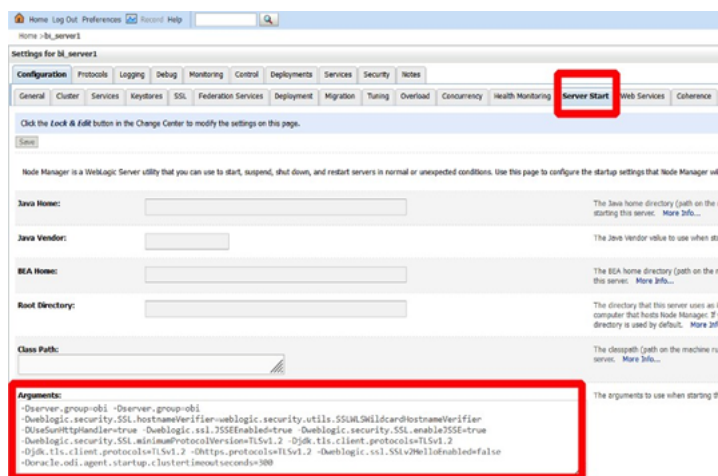 Home Log Out Preferences Record Help
Home >bi_server1
Settings for bi_server1
Configuration Protocols Logging Debug Monitoring Control Deployments Services Security Notes
General Cluster Services Keystores SSL Federation Services Deployment Migration Tuning Overload Concurrency Health Monitoring Server Start Web Services Coherence
Click the Lock & Edit button in the Change Center to modify the settings on this page.
Save
Node Manager is a WebLogic Server utility that you can use to start, suspend, shut down, and restart servers in normal or unexpected conditions. Use this page to configure the startup settings that Node Manager wil
Java Home:
The Java home directory (path on the
starting this server. More Info...
Java Vendor:
The Java Vendor value to use when sta
BEA Home:
The BEA home directory (path on the
this server. More Info...
Root Directory:
The directory that this server uses as i
computer that hosts Node Manager. If
directory is used by default. More Inf
Class Path:
The classpath (path on the machine ru
server. More Info...
Arguments:
The arguments to use when starting th
-Dserver.group=obi -Dserver.group=obi
-Dweblogic.security.SSL.hostnameVerifier=weblogic.security.utils.SSLWLSWildcardHostnameVerifier
-DUseSunHttpHandler=true -Dweblogic.ssl.JSSEEnabled=true -Dweblogic.security.SSL.enableJSSE=true
-Dweblogic.security.SSL.minimumProtocolVersion=TLSv1.2 -Djdk.tls.client.protocols=TLSv1.2
-Djdk.tls.client.protocols=TLSv1.2 -Dhttps.protocols=TLSv1.2 -Dweblogic.ssl.SSLv2HelloEnabled=false
-Doracle.odi.agent.startup.clustertimeoutseconds=300